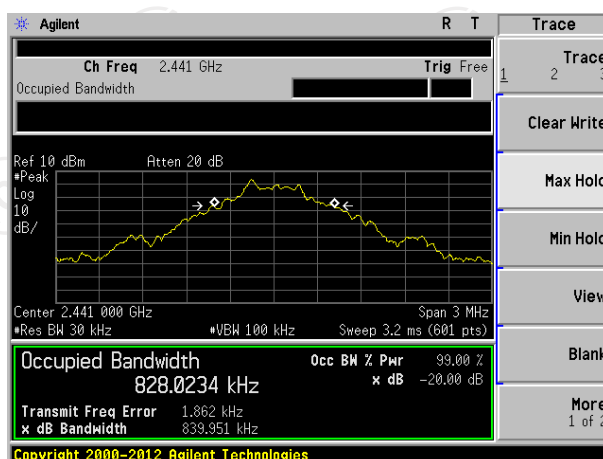 Agilent R T Trace
Ch Freq 2.441 GHz Trig Free
Occupied Bandwidth
Trace
1 2 3
Clear Write
Max Hold
Min Hold
View
Blank
More
1 of 2
Ref 10 dBm Atten 20 dB
#Peak
Log
10
dB/
Center 2.441 000 GHz Span 3 MHz
#Res BW 30 kHz #VBW 100 kHz Sweep 3.2 ms (601 pts)
Occupied Bandwidth Occ BW % Pwr 99.00 %
828.0234 kHz x dB -20.00 dB
Transmit Freq Error 1.862 kHz
x dB Bandwidth 839.951 kHz
Copyright 2000-2012 Agilent Technologies